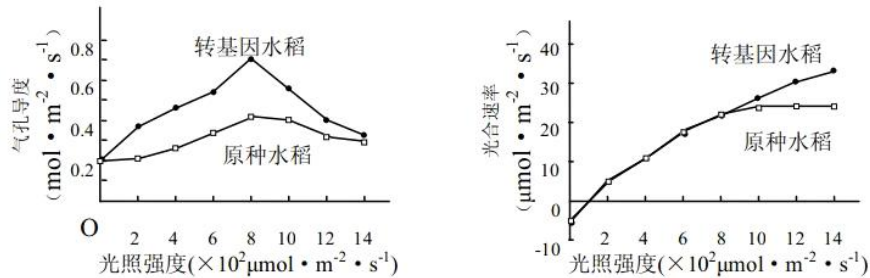 气孔导度
(mol·m⁻²·s⁻¹)
0.8
0.6
0.4
0.2
O
转基因水稻
原种水稻
2 4 6 8 10 12 14
光照强度(×10²μmol·m⁻²·s⁻¹)
光合速率
(μmol·m⁻²·s⁻¹)
40
30
20
10
0
-10
转基因水稻
原种水稻
2 4 6 8 10 12 14
光照强度(×10²μmol·m⁻²·s⁻¹)